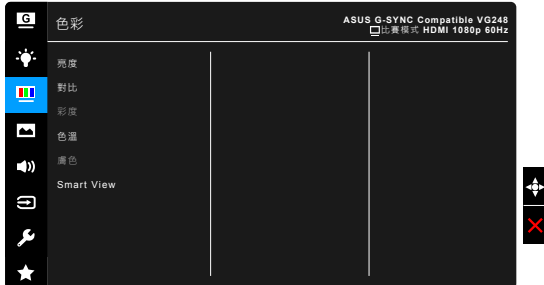 G
色彩
ASUS G-SYNC Compatible VG248
比賽模式 HDMI 1080p 60Hz
亮度
對比
彩度
色溫
膚色
Smart View